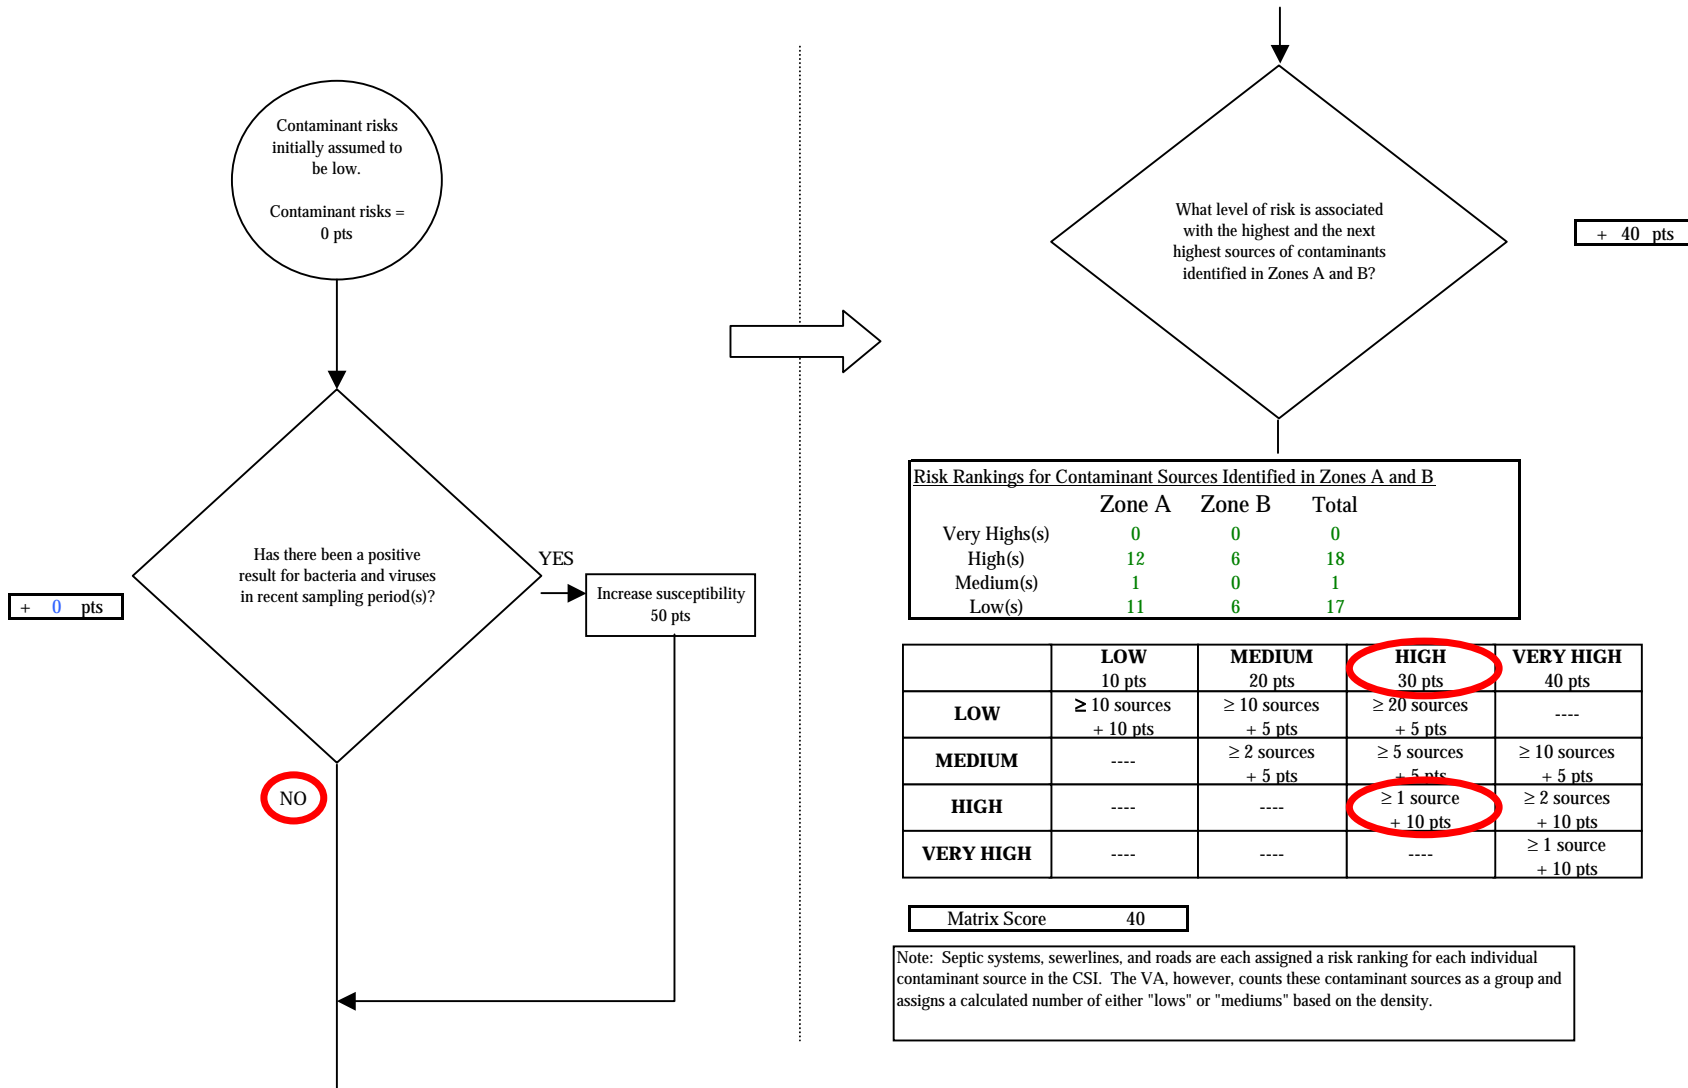 Contaminant risks
initially assumed to
be low.
Contaminant risks =
0 pts
Has there been a positive
result for bacteria and viruses
in recent sampling period(s)?
YES
+ 0 pts
Increase susceptibility
50 pts
NO
What level of risk is associated
with the highest and the next
highest sources of contaminants
identified in Zones A and B?
+ 40 pts
Risk Rankings for Contaminant Sources Identified in Zones A and B
Zone A Zone B Total
Very Highs(s) 0 0 0
High(s) 12 6 18
Medium(s) 1 0 1
Low(s) 11 6 17
LOW MEDIUM HIGH VERY HIGH
10 pts 20 pts 30 pts 40 pts
LOW ≥ 10 sources ≥ 10 sources ≥ 20 sources ----
+ 10 pts + 5 pts + 5 pts
MEDIUM ---- ≥ 2 sources ≥ 5 sources ≥ 10 sources
+ 5 pts + 5 pts + 5 pts
HIGH ---- ---- ≥ 1 source ≥ 2 sources
+ 10 pts + 10 pts
VERY HIGH ---- ---- ---- ≥ 1 source
+ 10 pts
Matrix Score 40
Note: Septic systems, sewerlines, and roads are each assigned a risk ranking for each individual
contaminant source in the CSI. The VA, however, counts these contaminant sources as a group and
assigns a calculated number of either "lows" or "mediums" based on the density.